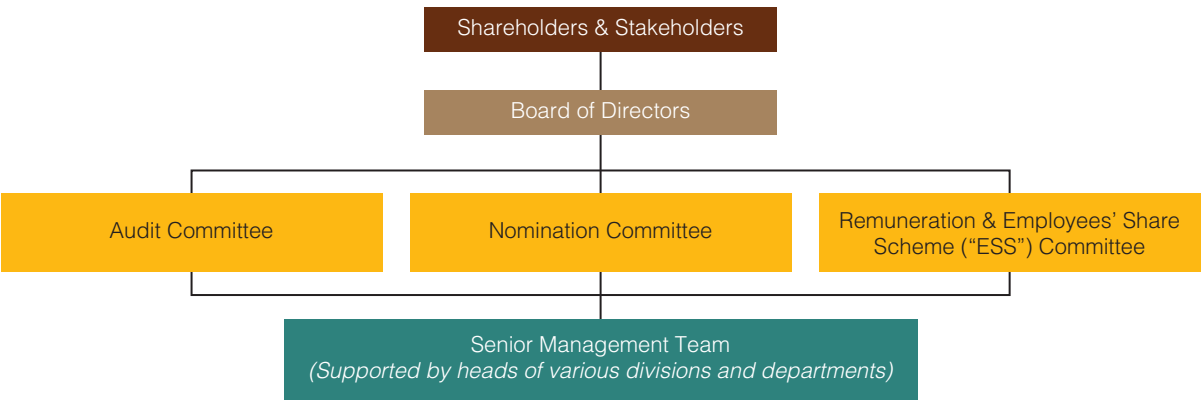 Shareholders & Stakeholders
Board of Directors
Audit Committee
Nomination Committee
Remuneration & Employees’ Share
Scheme (“ESS”) Committee
Senior Management Team
(Supported by heads of various divisions and departments)